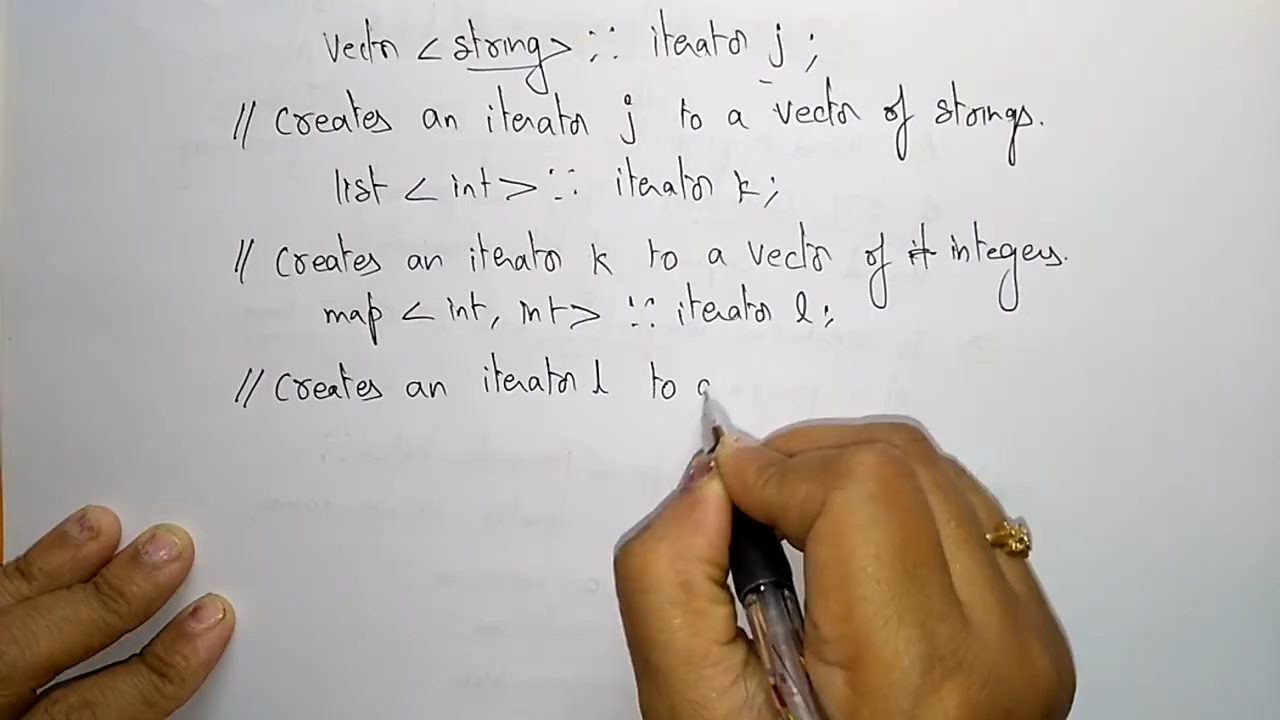 vector < string > :: iterator j ;
// creates an iterator j to a vector of strings.
list < int > :: iterator k ;
// creates an iterator k to a vector of integers.
map < int, int > :: iterator l ;
// creates an iterator l to a